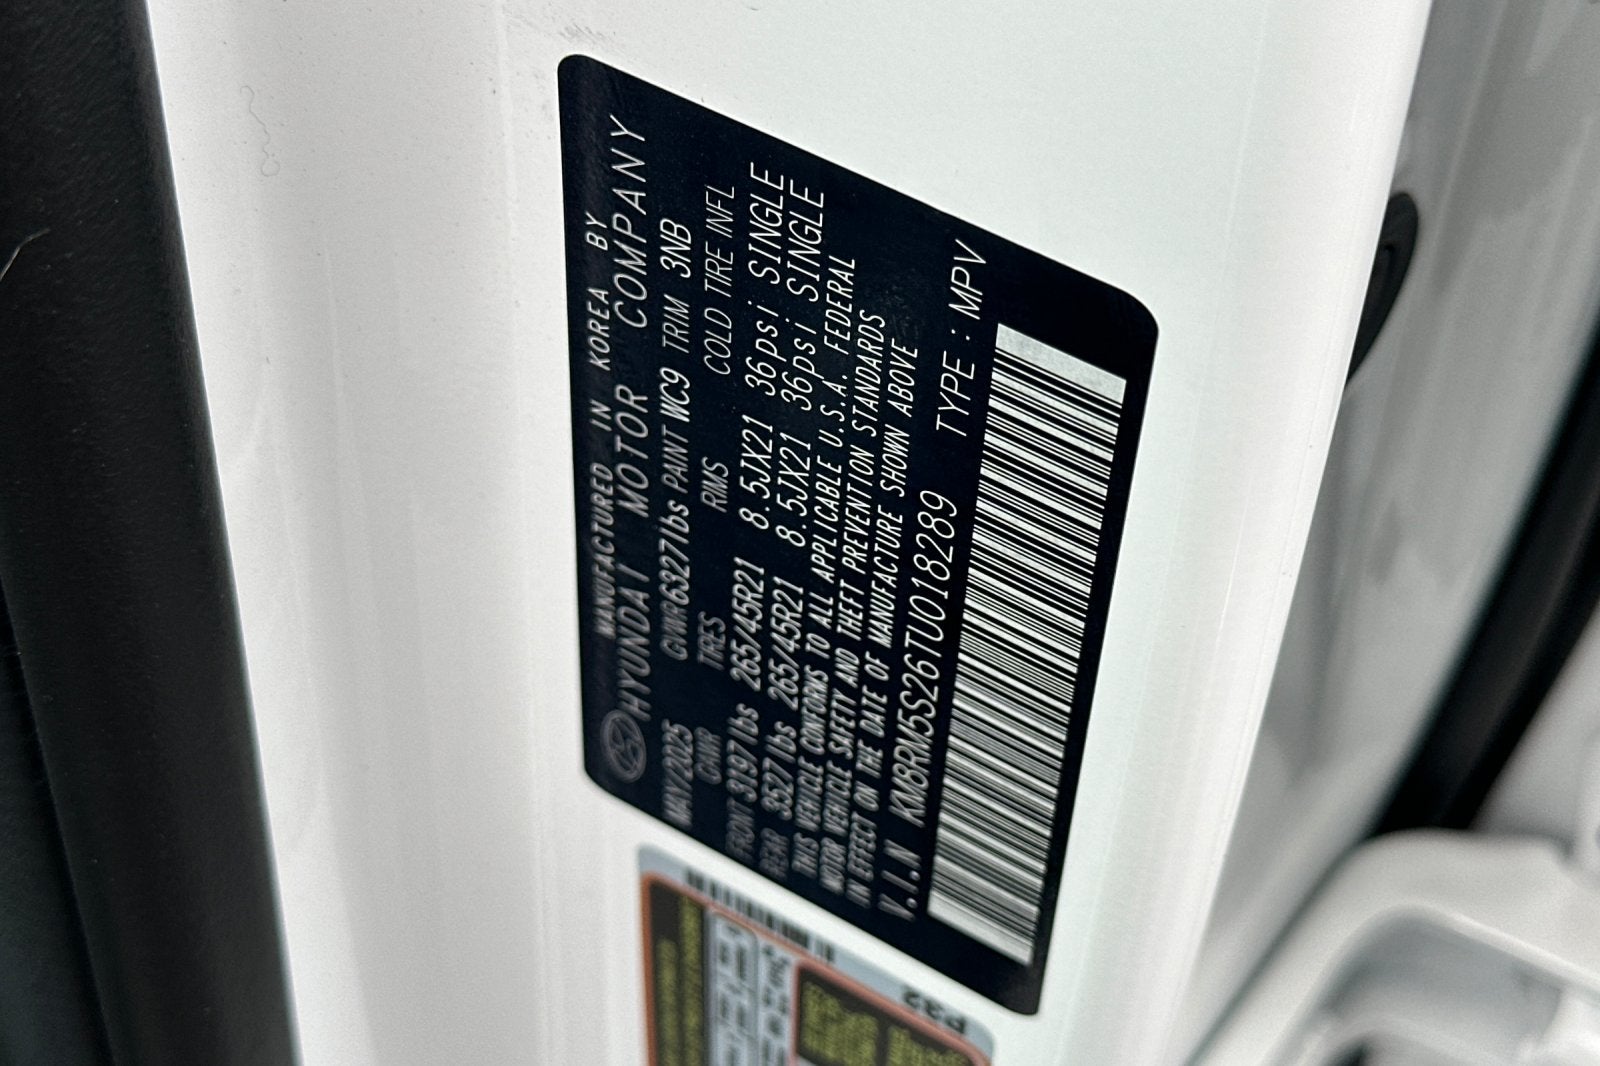 MANUFACTURED IN KOREA BY
HYUNDAI MOTOR COMPANY
MAY/2025 GVWR6327lbs PAINT WC9 TRIM 3NB
GWR TIRES RIMS COLD TIRE INFL
FRONT 3197lbs 265/45R21 8.5JX21 36psi SINGLE
REAR 3527lbs 265/45R21 8.5JX21 36psi SINGLE
THIS VEHICLE CONFORMS TO ALL APPLICABLE U.S.A. FEDERAL
MOTOR VEHICLE SAFETY AND THEFT PREVENTION STANDARDS
IN EFFECT ON THE DATE OF MANUFACTURE SHOWN ABOVE
V.I.N KM8RM5S26TU018289 TYPE : MPV
P32